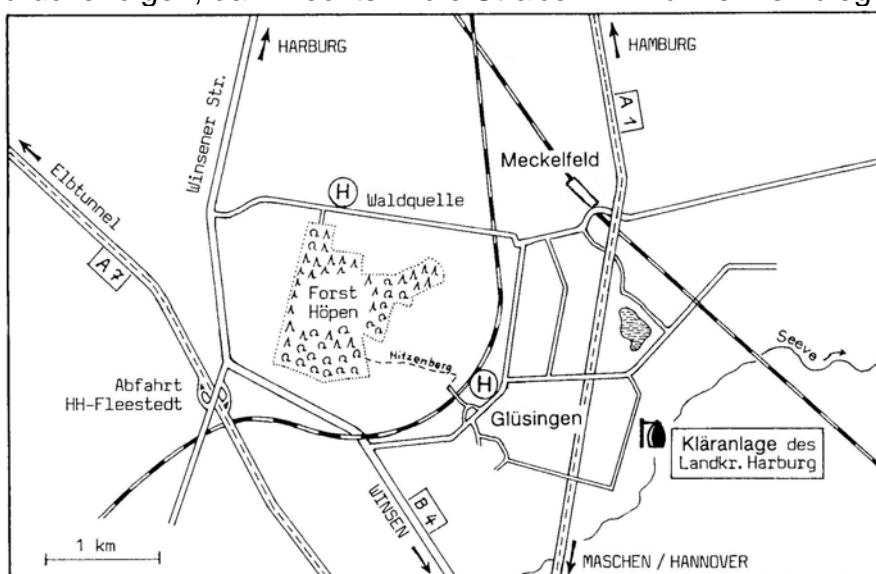 HARBURG
HAMBURG
Winsener Str.
A 1
Meckelfeld
Elbtunnel
H
Waldquelle
A 7
Forst
Höpen
Seeve
Hitzenberg
H
Abfahrt
HH-Fleestedt
Glüsingen
Kläranlage des
Landkr. Harburg
WINSEN
B 4
1 km
MASCHEN / HANNOVER